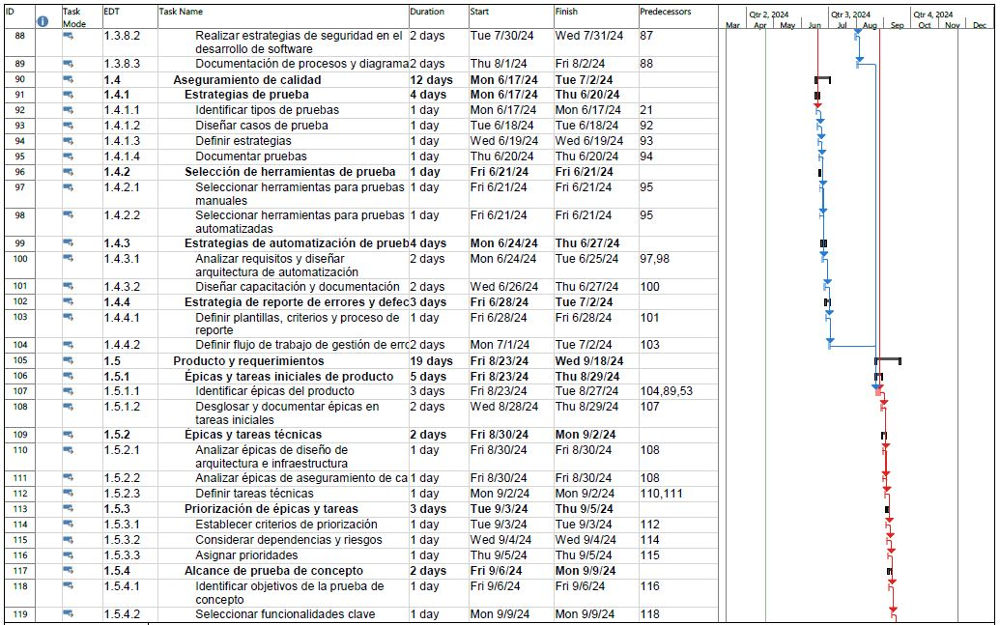 ID Task Mode EDT Task Name Duration Start Finish Predecessors
Qtr 2, 2024 Qtr 3, 2024 Qtr 4, 2024
Mar Apr May Jun Jul Aug Sep Oct Nov Dec
88 1.3.8.2 Realizar estrategias de seguridad en el 2 days Tue 7/30/24 Wed 7/31/24 87
desarrollo de software
89 1.3.8.3 Documentación de procesos y diagrama 2 days Thu 8/1/24 Fri 8/2/24 88
90 1.4 Aseguramiento de calidad 12 days Mon 6/17/24 Tue 7/2/24
91 1.4.1 Estrategias de prueba 4 days Mon 6/17/24 Thu 6/20/24
92 1.4.1.1 Identificar tipos de pruebas 1 day Mon 6/17/24 Mon 6/17/24 21
93 1.4.1.2 Diseñar casos de prueba 1 day Tue 6/18/24 Tue 6/18/24 92
94 1.4.1.3 Definir estrategias 1 day Wed 6/19/24 Wed 6/19/24 93
95 1.4.1.4 Documentar pruebas 1 day Thu 6/20/24 Thu 6/20/24 94
96 1.4.2 Selección de herramientas de prueba 1 day Fri 6/21/24 Fri 6/21/24
97 1.4.2.1 Seleccionar herramientas para pruebas 1 day Fri 6/21/24 Fri 6/21/24 95
manuales
98 1.4.2.2 Seleccionar herramientas para pruebas 1 day Fri 6/21/24 Fri 6/21/24 95
automatizadas
99 1.4.3 Estrategias de automatización de prueb 4 days Mon 6/24/24 Thu 6/27/24
100 1.4.3.1 Analizar requisitos y diseñar 2 days Mon 6/24/24 Tue 6/25/24 97,98
arquitectura de automatización
101 1.4.3.2 Diseñar capacitación y documentación 2 days Wed 6/26/24 Thu 6/27/24 100
102 1.4.4 Estrategia de reporte de errores y defec 3 days Fri 6/28/24 Tue 7/2/24
103 1.4.4.1 Definir plantillas, criterios y proceso de 1 day Fri 6/28/24 Fri 6/28/24 101
reporte
104 1.4.4.2 Definir flujo de trabajo de gestión de erro 2 days Mon 7/1/24 Tue 7/2/24 103
105 1.5 Producto y requerimientos 19 days Fri 8/23/24 Wed 9/18/24
106 1.5.1 Épicas y tareas iniciales de producto 5 days Fri 8/23/24 Thu 8/29/24
107 1.5.1.1 Identificar épicas del producto 3 days Fri 8/23/24 Tue 8/27/24 104,89,53
108 1.5.1.2 Desglosar y documentar épicas en 2 days Wed 8/28/24 Thu 8/29/24 107
tareas iniciales
109 1.5.2 Épicas y tareas técnicas 2 days Fri 8/30/24 Mon 9/2/24
110 1.5.2.1 Analizar épicas de diseño de 1 day Fri 8/30/24 Fri 8/30/24 108
arquitectura e infraestructura
111 1.5.2.2 Analizar épicas de aseguramiento de ca 1 day Fri 8/30/24 Fri 8/30/24 108
112 1.5.2.3 Definir tareas técnicas 1 day Mon 9/2/24 Mon 9/2/24 110,111
113 1.5.3 Priorización de épicas y tareas 3 days Tue 9/3/24 Thu 9/5/24
114 1.5.3.1 Establecer criterios de priorización 1 day Tue 9/3/24 Tue 9/3/24 112
115 1.5.3.2 Considerar dependencias y riesgos 1 day Wed 9/4/24 Wed 9/4/24 114
116 1.5.3.3 Asignar prioridades 1 day Thu 9/5/24 Thu 9/5/24 115
117 1.5.4 Alcance de prueba de concepto 2 days Fri 9/6/24 Mon 9/9/24
118 1.5.4.1 Identificar objetivos de la prueba de 1 day Fri 9/6/24 Fri 9/6/24 116
concepto
119 1.5.4.2 Seleccionar funcionalidades clave 1 day Mon 9/9/24 Mon 9/9/24 118